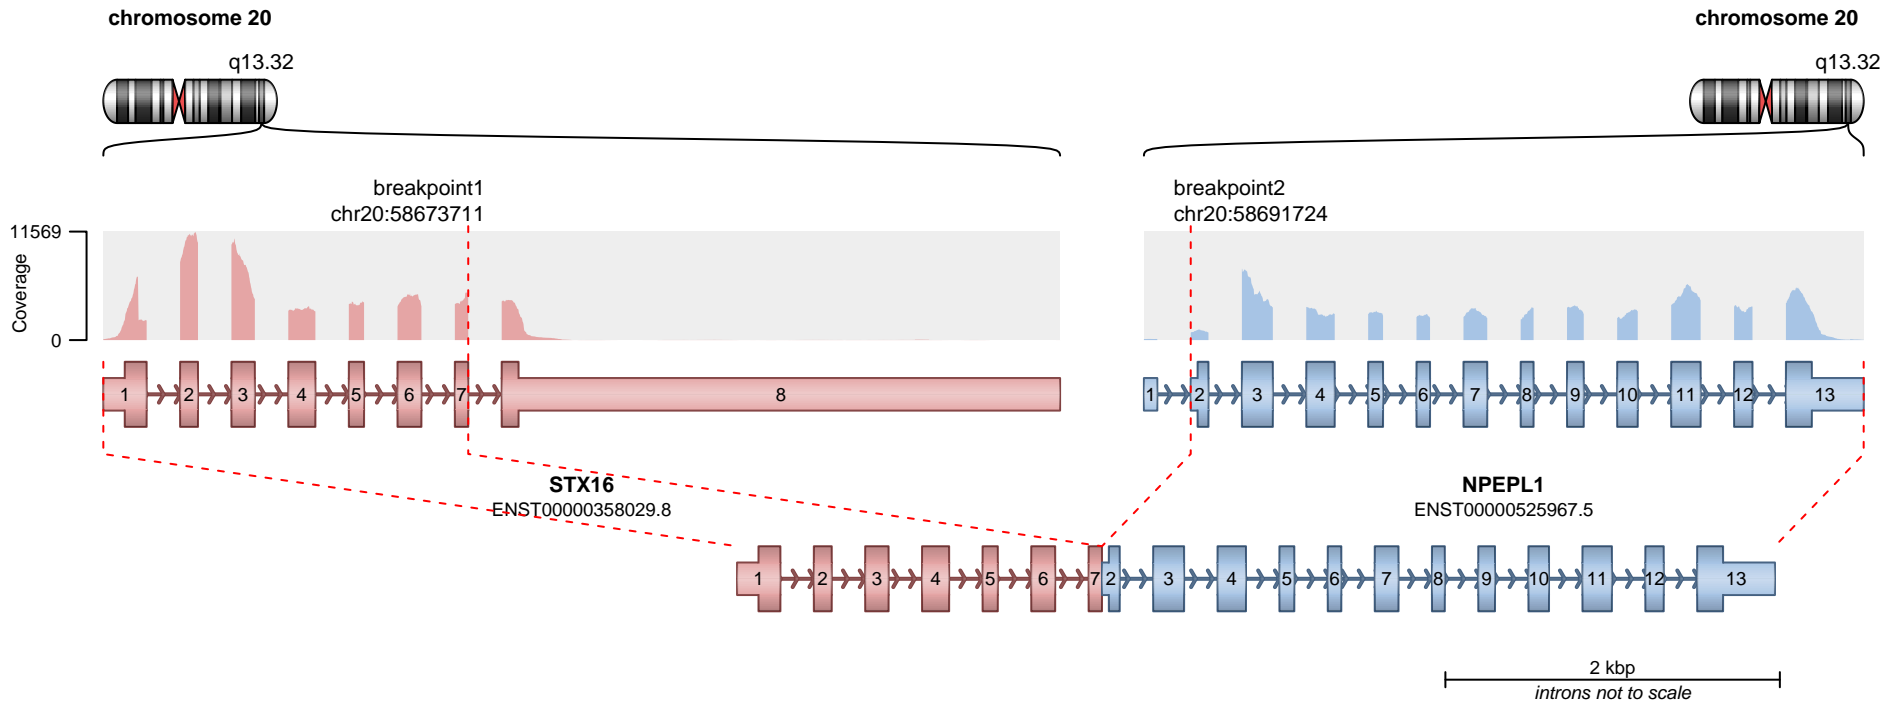 chromosome 20
chromosome 20
q13.32
q13.32
breakpoint1
chr20:58673711
breakpoint2
chr20:58691724
11569
Coverage
0
1 2 3 4 5 6 7 8
1 2 3 4 5 6 7 8 9 10 11 12 13
STX16
ENST00000358029.8
NPEPL1
ENST00000525967.5
1 2 3 4 5 6 7 2 3 4 5 6 7 8 9 10 11 12 13
2 kbp
introns not to scale